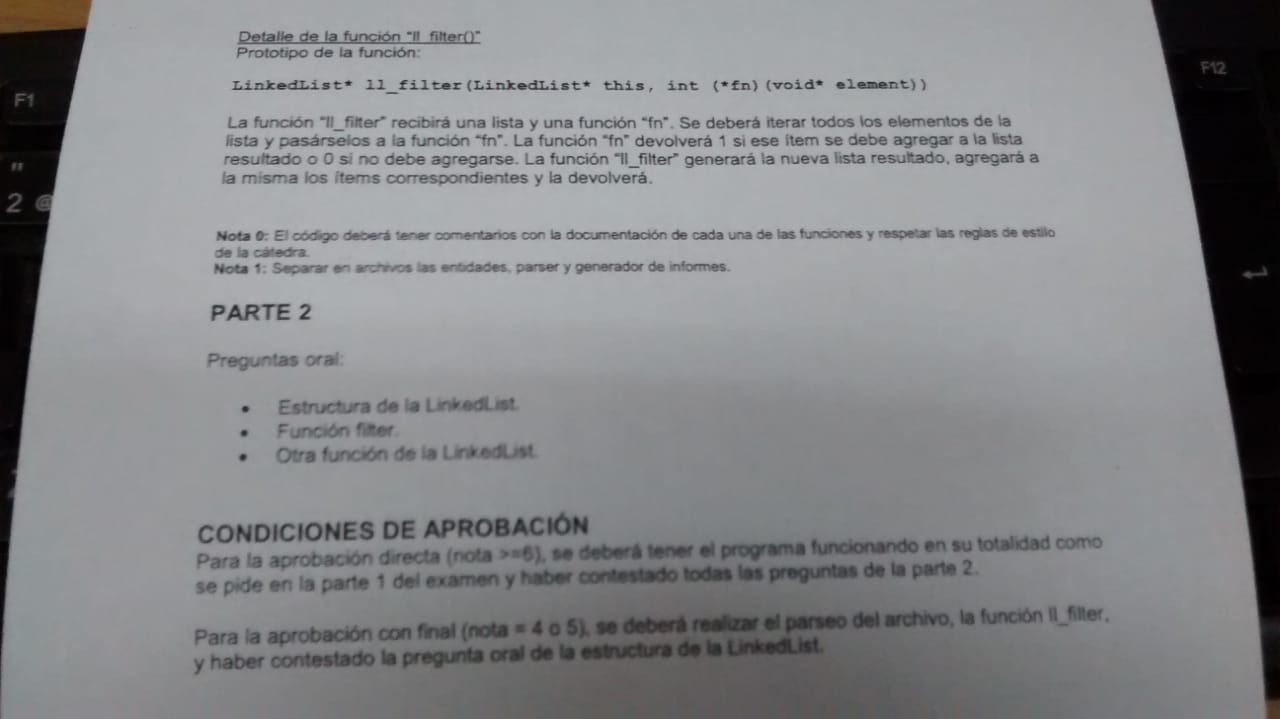 Detalle de la función "ll_filter()"
Prototipo de la función:
LinkedList* ll_filter(LinkedList* this, int (*fn)(void* element))
La función "ll_filter" recibirá una lista y una función "fn". Se deberá iterar todos los elementos de la
lista y pasárselos a la función "fn". La función "fn" devolverá 1 si ese ítem se debe agregar a la lista
resultado o 0 si no debe agregarse. La función "ll_filter" generará la nueva lista resultado, agregará a
la misma los ítems correspondientes y la devolverá.
Nota 0: El código deberá tener comentarios con la documentación de cada una de las funciones y respetar las reglas de estilo
de la cátedra.
Nota 1: Separar en archivos las entidades, parser y generador de informes.
PARTE 2
Preguntas oral:
• Estructura de la LinkedList.
• Función filter.
• Otra función de la LinkedList.
CONDICIONES DE APROBACIÓN
Para la aprobación directa (nota >=6), se deberá tener el programa funcionando en su totalidad como
se pide en la parte 1 del examen y haber contestado todas las preguntas de la parte 2.
Para la aprobación con final (nota = 4 o 5), se deberá realizar el parseo del archivo, la función ll_filter,
y haber contestado la pregunta oral de la estructura de la LinkedList.
F1
"
2 @
F12